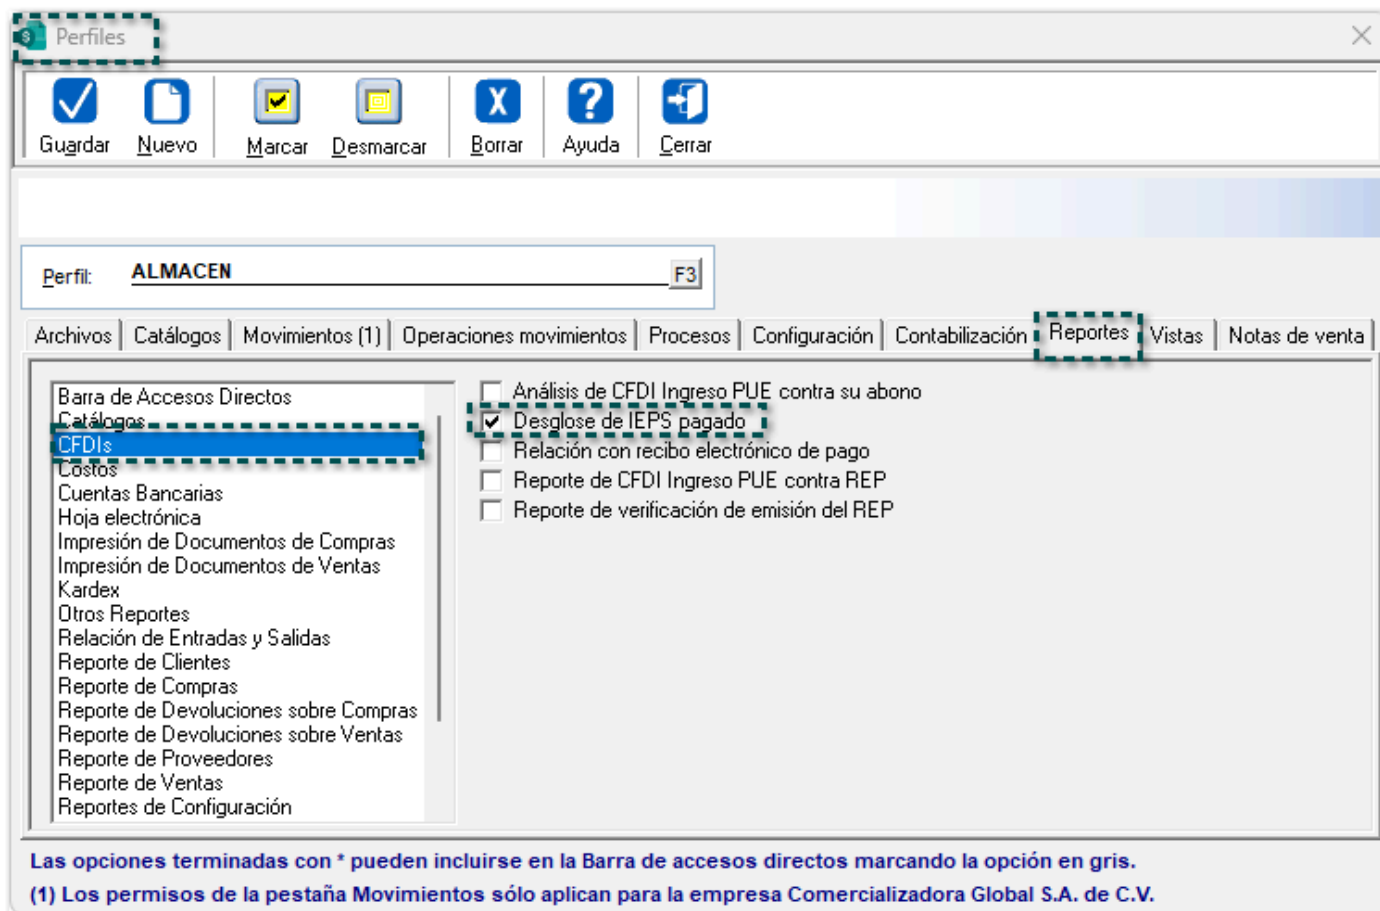 Perfiles
Guardar Nuevo Marcar Desmarcar Borrar Ayuda Cerrar
Perfil: ALMACEN F3
Archivos Catálogos Movimientos (1) Operaciones movimientos Procesos Configuración Contabilización Reportes Vistas Notas de venta
Barra de Accesos Directos
Catálogos
CFDIs
Costos
Cuentas Bancarias
Hoja electrónica
Impresión de Documentos de Compras
Impresión de Documentos de Ventas
Kardex
Otros Reportes
Relación de Entradas y Salidas
Reporte de Clientes
Reporte de Compras
Reporte de Devoluciones sobre Compras
Reporte de Devoluciones sobre Ventas
Reporte de Proveedores
Reporte de Ventas
Reportes de Configuración
Análisis de CFDI Ingreso PUE contra su abono
Desglose de IEPS pagado
Relación con recibo electrónico de pago
Reporte de CFDI Ingreso PUE contra REP
Reporte de verificación de emisión del REP
Las opciones terminadas con * pueden incluirse en la Barra de accesos directos marcando la opción en gris.
(1) Los permisos de la pestaña Movimientos sólo aplican para la empresa Comercializadora Global S.A. de C.V.